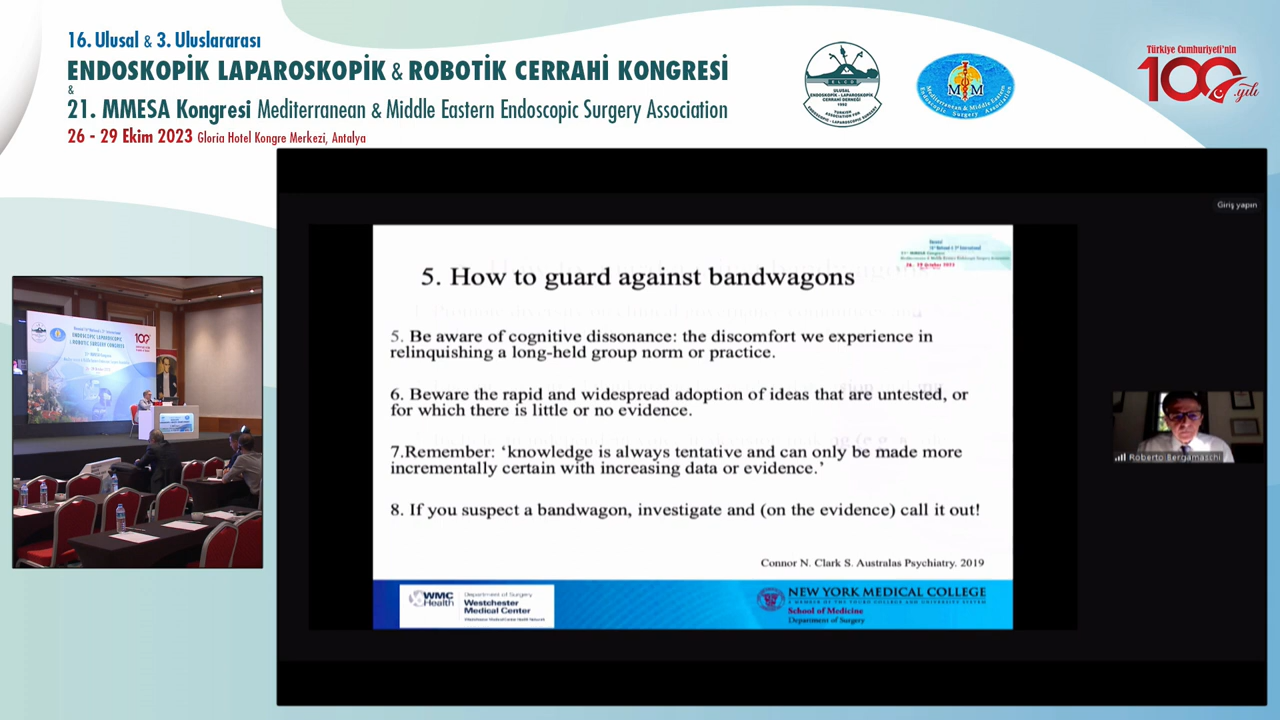 16. Ulusal & 3. Uluslararası
ENDOSKOPİK LAPAROSKOPİK & ROBOTİK CERRAHİ KONGRESİ
&
21. MMESA Kongresi Mediterranean & Middle Eastern Endoscopic Surgery Association
26 - 29 Ekim 2023 Gloria Hotel Kongre Merkezi, Antalya
Türkiye Cumhuriyeti'nin
100. yılı
Giriş yapın
5. How to guard against bandwagons
5. Be aware of cognitive dissonance: the discomfort we experience in
relinquishing a long-held group norm or practice.
6. Beware the rapid and widespread adoption of ideas that are untested, or
for which there is little or no evidence.
7.Remember: ‘knowledge is always tentative and can only be made more
incrementally certain with increasing data or evidence.’
8. If you suspect a bandwagon, investigate and (on the evidence) call it out!
Connor N. Clark S. Australas Psychiatry. 2019
WMC
Health
Department of Surgery
Westchester
Medical Center
NEW YORK MEDICAL COLLEGE
School of Medicine
Department of Surgery
Roberto Bergamaschi
ENDOSCOPIC LAPAROSCOPIC
& ROBOTIC SURGERY CONGRESS